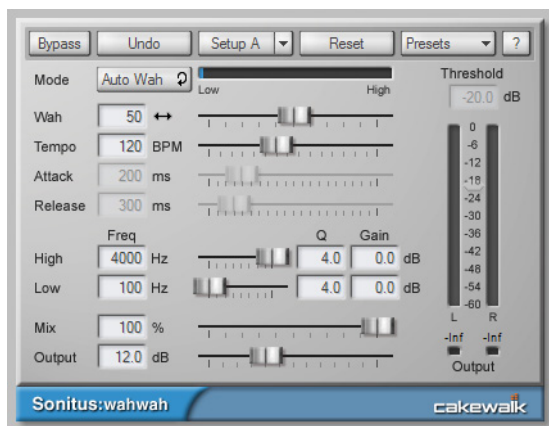 Bypass Undo Setup A Reset Presets ?
Mode Auto Wah Low High Threshold
-20.0 dB
Wah 50
Tempo 120 BPM
Attack 200 ms
Release 300 ms
0
-6
-12
-18
-24
-30
-36
-42
-48
-54
-60
Freq Q Gain
High 4000 Hz 4.0 0.0 dB
Low 100 Hz 4.0 0.0 dB
L R
Mix 100 %
-Inf -Inf
Output 12.0 dB
Output
Sonitus:wahwah cakewalk